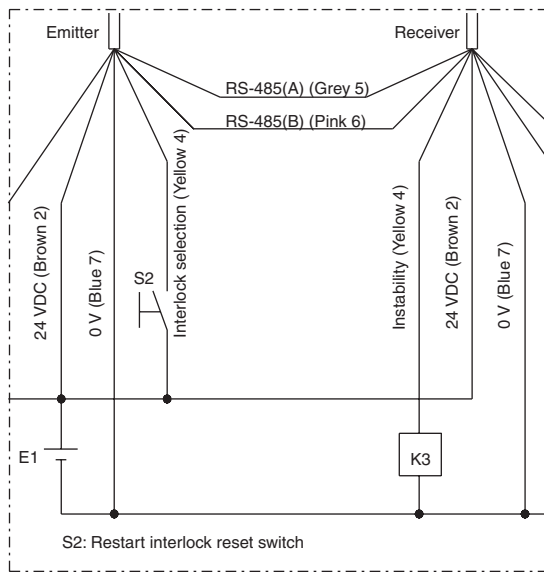 Emitter
Receiver
RS-485(A) (Grey 5)
RS-485(B) (Pink 6)
24 VDC (Brown 2)
0 V (Blue 7)
S2
Interlock selection (Yellow 4)
Instability (Yellow 4)
24 VDC (Brown 2)
0 V (Blue 7)
E1
K3
S2: Restart interlock reset switch